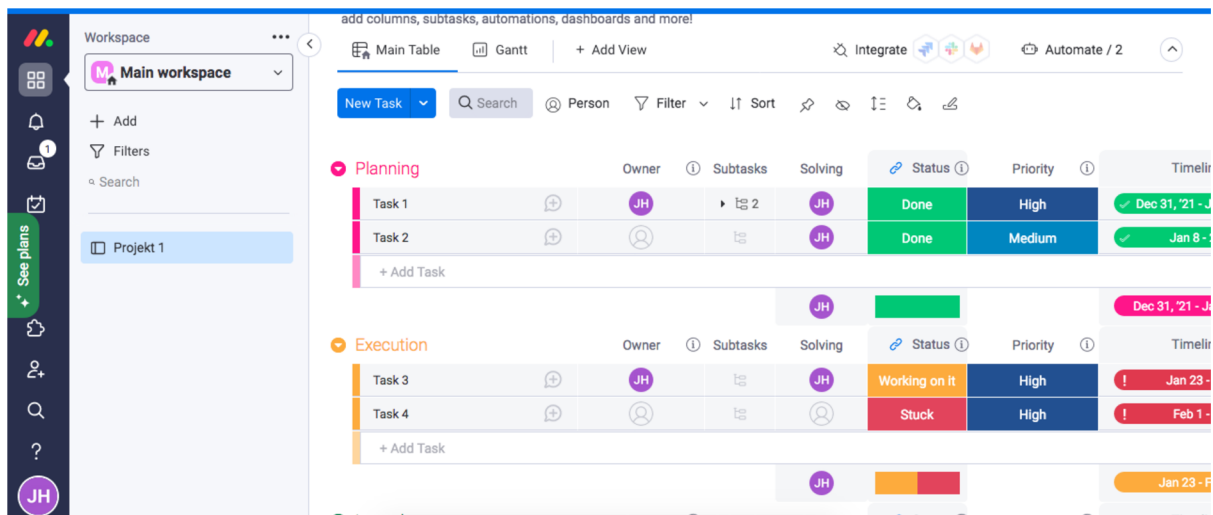 add columns, subtasks, automations, dashboards and more!
Main Table Gantt + Add View Integrate Automate / 2
Workspace
M Main workspace
+ Add
Filters
Search
Projekt 1
1
See plans
?
JH
New Task Search Person Filter Sort
Planning Owner Subtasks Solving Status Priority
Task 1 JH 2 JH Done High Dec 31, '21 -
Task 2 JH Done Medium Jan 8 -
+ Add Task
JH Dec 31, '21 -
Execution Owner Subtasks Solving Status Priority
Task 3 JH JH Working on it High ! Jan 23 -
Task 4 Stuck High ! Feb 1 -
+ Add Task
JH Jan 23 - F